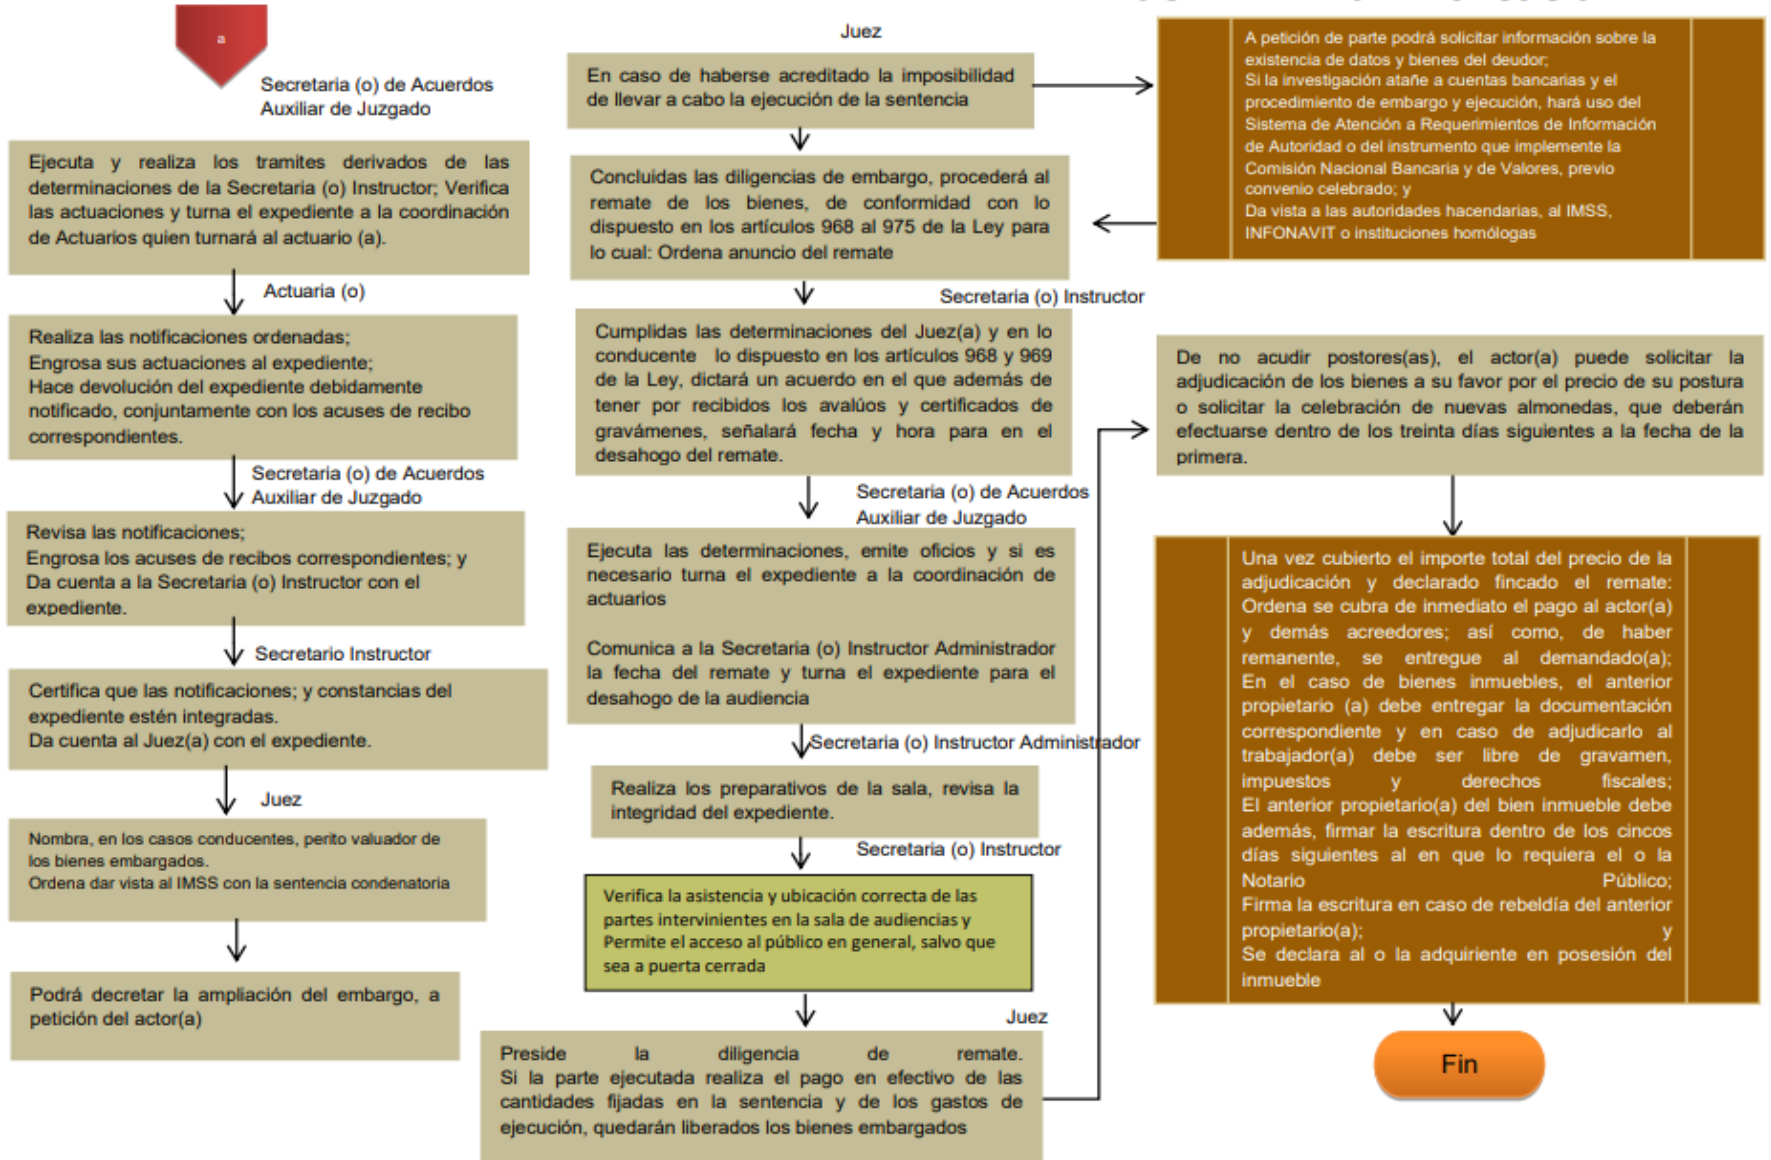 a
Secretaria (o) de Acuerdos
Auxiliar de Juzgado
Ejecuta y realiza los tramites derivados de las
determinaciones de la Secretaria (o) Instructor; Verifica
las actuaciones y turna el expediente a la coordinación
de Actuarios quien turnará al actuario (a).
Actuaria (o)
Realiza las notificaciones ordenadas;
Engrosa sus actuaciones al expediente;
Hace devolución del expediente debidamente
notificado, conjuntamente con los acuses de recibo
correspondientes.
Secretaria (o) de Acuerdos
Auxiliar de Juzgado
Revisa las notificaciones;
Engrosa los acuses de recibos correspondientes; y
Da cuenta a la Secretaria (o) Instructor con el
expediente.
Secretario Instructor
Certifica que las notificaciones; y constancias del
expediente estén integradas.
Da cuenta al Juez(a) con el expediente.
Juez
Nombra, en los casos conducentes, perito valuador de
los bienes embargados.
Ordena dar vista al IMSS con la sentencia condenatoria
Podrá decretar la ampliación del embargo, a
petición del actor(a)
Juez
En caso de haberse acreditado la imposibilidad
de llevar a cabo la ejecución de la sentencia
Concluidas las diligencias de embargo, procederá al
remate de los bienes, de conformidad con lo
dispuesto en los artículos 968 al 975 de la Ley para
lo cual: Ordena anuncio del remate
Secretaria (o) Instructor
Cumplidas las determinaciones del Juez(a) y en lo
conducente lo dispuesto en los artículos 968 y 969
de la Ley, dictará un acuerdo en el que además de
tener por recibidos los avalúos y certificados de
gravámenes, señalará fecha y hora para en el
desahogo del remate.
Secretaria (o) de Acuerdos
Auxiliar de Juzgado
Ejecuta las determinaciones, emite oficios y si es
necesario turna el expediente a la coordinación de
actuarios
Comunica a la Secretaria (o) Instructor Administrador
la fecha del remate y turna el expediente para el
desahogo de la audiencia
Secretaria (o) Instructor Administrador
Realiza los preparativos de la sala, revisa la
integridad del expediente.
Secretaria (o) Instructor
Verifica la asistencia y ubicación correcta de las
partes intervinientes en la sala de audiencias y
Permite el acceso al público en general, salvo que
sea a puerta cerrada
Juez
Preside la diligencia de remate.
Si la parte ejecutada realiza el pago en efectivo de las
cantidades fijadas en la sentencia y de los gastos de
ejecución, quedarán liberados los bienes embargados
A petición de parte podrá solicitar información sobre la
existencia de datos y bienes del deudor;
Si la investigación atañe a cuentas bancarias y el
procedimiento de embargo y ejecución, hará uso del
Sistema de Atención a Requerimientos de Información
de Autoridad o del instrumento que implemente la
Comisión Nacional Bancaria y de Valores, previo
convenio celebrado; y
Da vista a las autoridades hacendarias, al IMSS,
INFONAVIT o instituciones homólogas
De no acudir postores(as), el actor(a) puede solicitar la
adjudicación de los bienes a su favor por el precio de su postura
o solicitar la celebración de nuevas almonedas, que deberán
efectuarse dentro de los treinta días siguientes a la fecha de la
primera.
Una vez cubierto el importe total del precio de la
adjudicación y declarado fincado el remate:
Ordena se cubra de inmediato el pago al actor(a)
y demás acreedores; así como, de haber
remanente, se entregue al demandado(a);
En el caso de bienes inmuebles, el anterior
propietario (a) debe entregar la documentación
correspondiente y en caso de adjudicarlo al
trabajador(a) debe ser libre de gravamen,
impuestos y derechos fiscales;
El anterior propietario(a) del bien inmueble debe
además, firmar la escritura dentro de los cincos
días siguientes al en que lo requiera el o la
Notario Público;
Firma la escritura en caso de rebeldía del anterior
propietario(a); y
Se declara al o la adquiriente en posesión del
inmueble
Fin